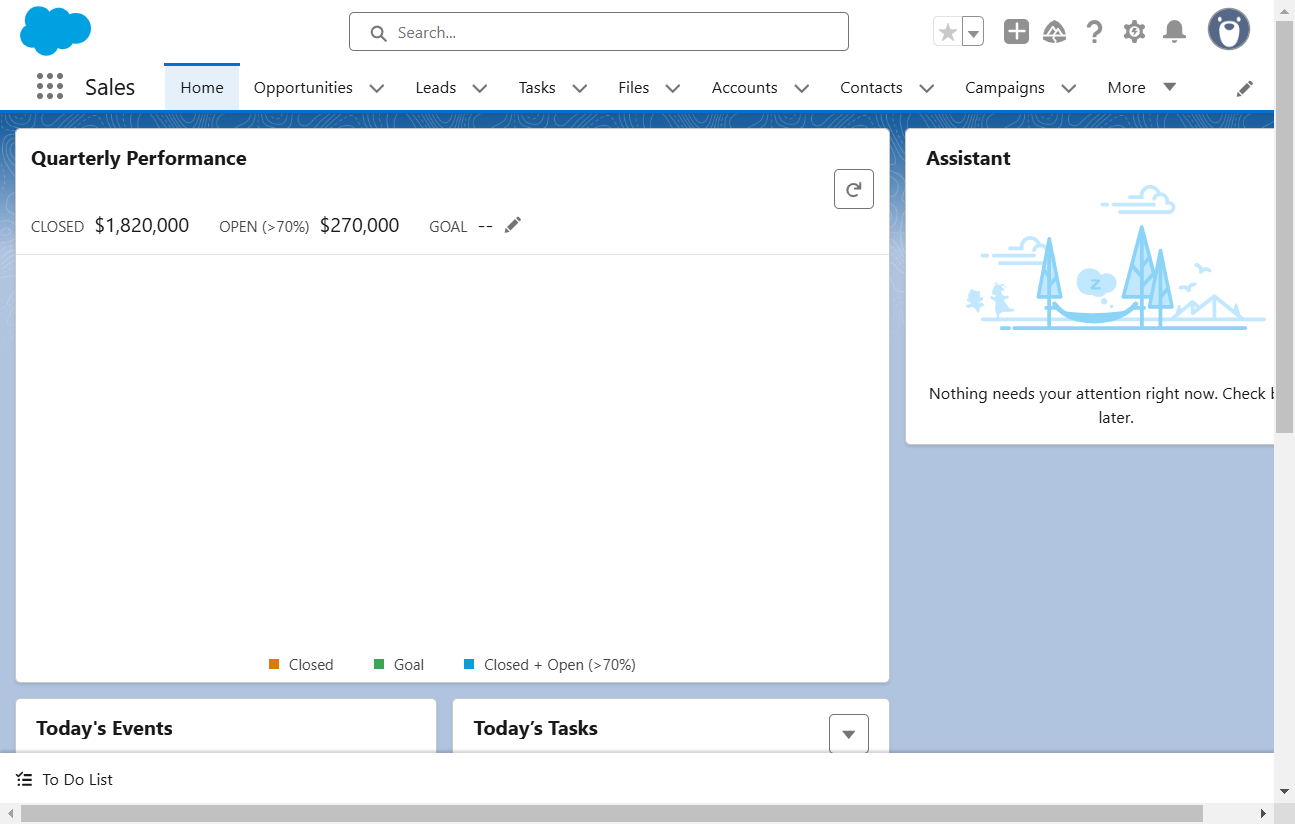 Search...
Sales
Home
Opportunities
Leads
Tasks
Files
Accounts
Contacts
Campaigns
More
Quarterly Performance
CLOSED $1,820,000 OPEN (>70%) $270,000 GOAL --
Closed
Goal
Closed + Open (>70%)
Assistant
z
Nothing needs your attention right now. Check
later.
Today's Events
Today’s Tasks
To Do List